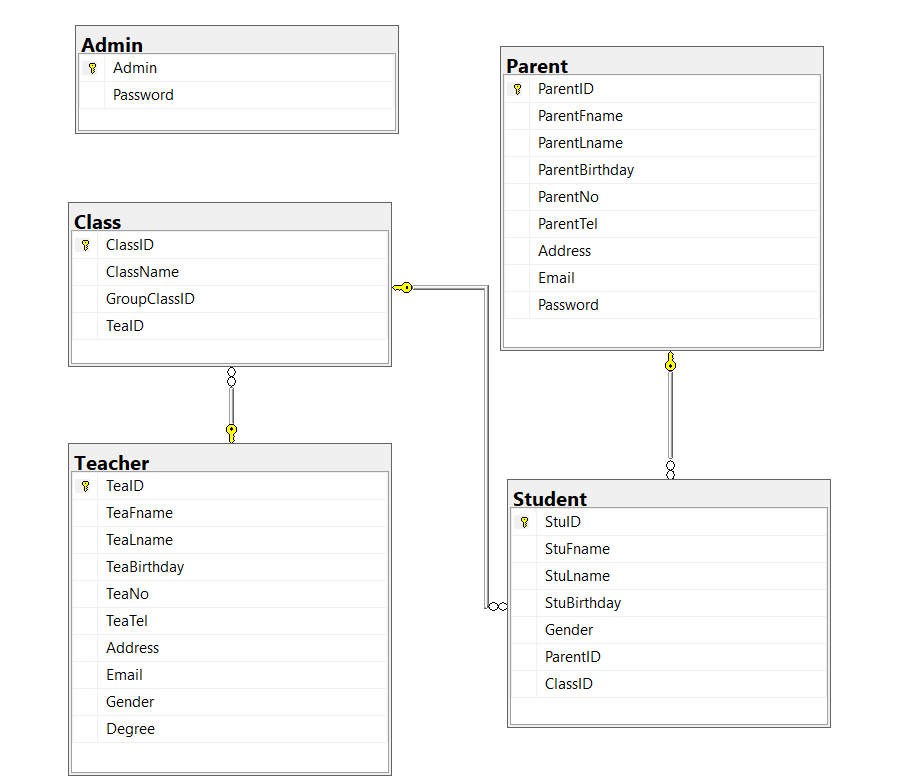 Admin
Admin
Password
Parent
ParentID
ParentFname
ParentLname
ParentBirthday
ParentNo
ParentTel
Address
Email
Password
Class
ClassID
ClassName
GroupClassID
TeaID
Teacher
TeaID
TeaFname
TeaLname
TeaBirthday
TeaNo
TeaTel
Address
Email
Gender
Degree
Student
StuID
StuFname
StuLname
StuBirthday
Gender
ParentID
ClassID